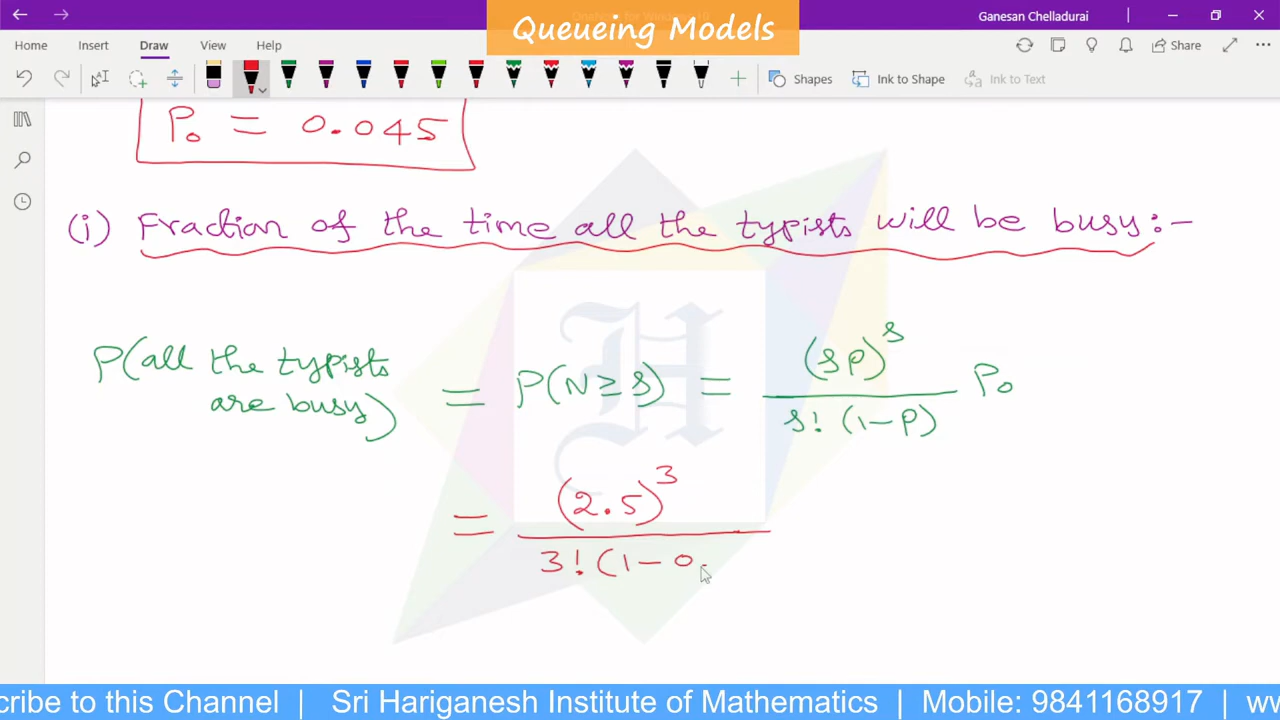 Queueing Models
Ganesan Chelladurai
Home Insert Draw View Help
Share
Shapes
Ink to Shape
Ink to Text
P₀ = 0.045
(i) Fraction of the time all the typists will be busy:-
P(all the typists are busy) = P(N ≥ s) = (sρ)^s / s! (1-ρ) P₀
= (2.5)^3 / 3! (1 - 0.
cribe to this Channel | Sri Hariganesh Institute of Mathematics | Mobile: 9841168917 | ww